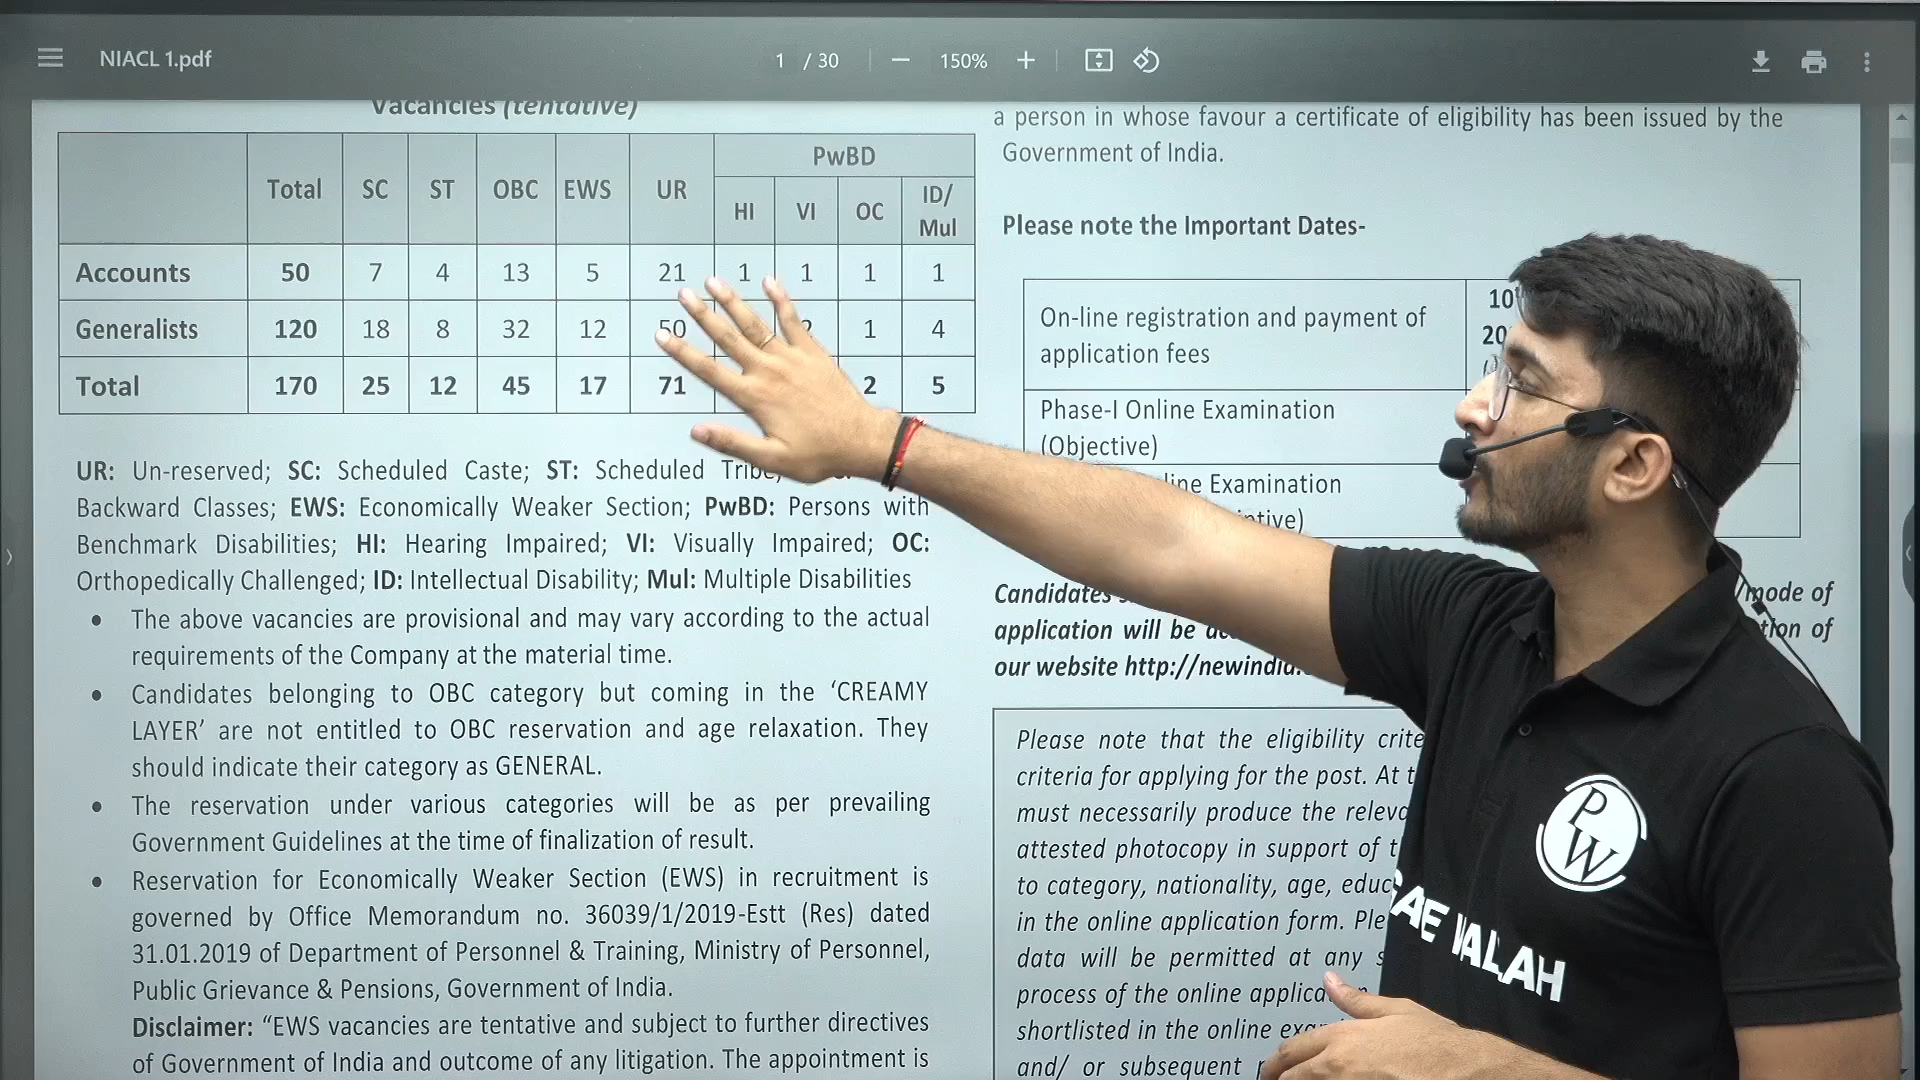 NIACL 1.pdf
1 / 30
150%
Vacancies (tentative)
Total SC ST OBC EWS UR PwBD
HI VI OC ID/
Mul
Accounts 50 7 4 13 5 21 1 1 1 1
Generalists 120 18 8 32 12 50 1 4
Total 170 25 12 45 17 71 2 5
UR: Un-reserved; SC: Scheduled Caste; ST: Scheduled Tribe;
Backward Classes; EWS: Economically Weaker Section; PwBD: Persons with
Benchmark Disabilities; HI: Hearing Impaired; VI: Visually Impaired; OC:
Orthopedically Challenged; ID: Intellectual Disability; Mul: Multiple Disabilities
• The above vacancies are provisional and may vary according to the actual
requirements of the Company at the material time.
• Candidates belonging to OBC category but coming in the ‘CREAMY
LAYER’ are not entitled to OBC reservation and age relaxation. They
should indicate their category as GENERAL.
• The reservation under various categories will be as per prevailing
Government Guidelines at the time of finalization of result.
• Reservation for Economically Weaker Section (EWS) in recruitment is
governed by Office Memorandum no. 36039/1/2019-Estt (Res) dated
31.01.2019 of Department of Personnel & Training, Ministry of Personnel,
Public Grievance & Pensions, Government of India.
Disclaimer: “EWS vacancies are tentative and subject to further directives
of Government of India and outcome of any litigation. The appointment is
a person in whose favour a certificate of eligibility has been issued by the
Government of India.
Please note the Important Dates-
On-line registration and payment of
application fees
10
20
Phase-I Online Examination
(Objective)
Examination
Candidates
/mode of
application will be
of
our website http://newindia.
Please note that the eligibility
criteria for applying for the post. At
must necessarily produce the
attested photocopy in support of
to category, nationality, age,
in the online application form.
data will be permitted at any
process of the online
shortlisted in the online
and/ or subsequent
PW
WALAH